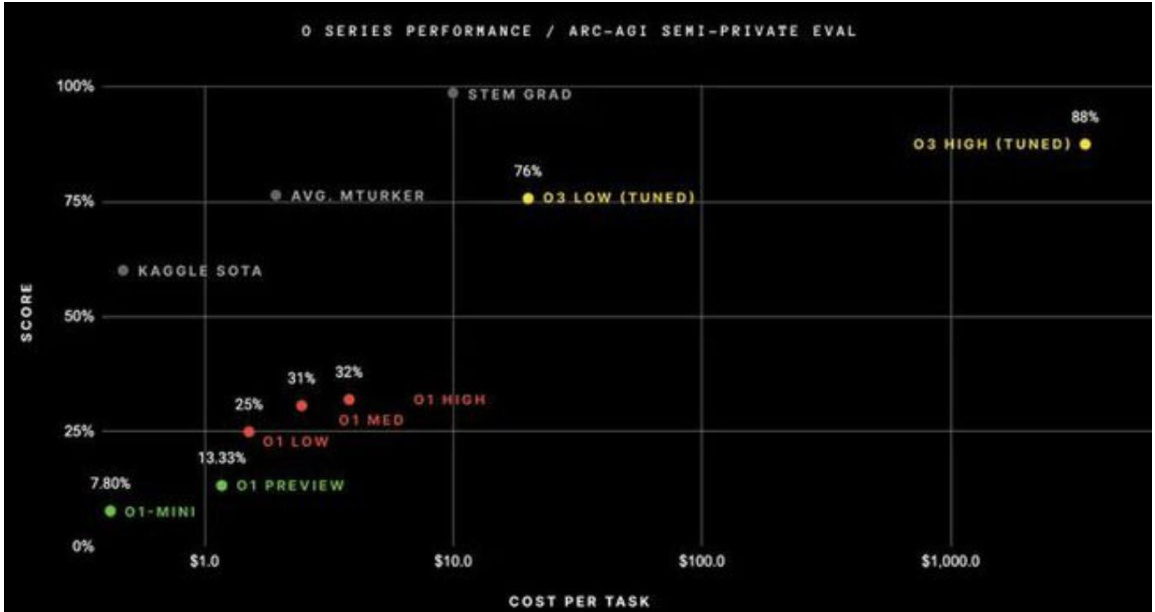 O SERIES PERFORMANCE / ARC-AGI SEMI-PRIVATE EVAL
100%
STEM GRAD
88%
O3 HIGH (TUNED)
76%
75%
AVG. MTURKER
O3 LOW (TUNED)
KAGGLE SOTA
SCORE
50%
31%
32%
25%
O1 HIGH
O1 MED
25%
O1 LOW
13.33%
7.80%
O1 PREVIEW
O1-MINI
0%
$1.0
$10.0
$100.0
$1,000.0
COST PER TASK